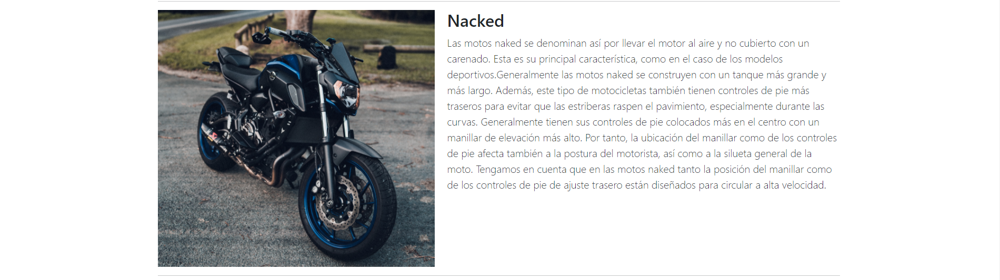 Nacked
Las motos naked se denominan así por llevar el motor al aire y no cubierto con un
carenado. Esta es su principal característica, como en el caso de los modelos
deportivos.Generalmente las motos naked se construyen con un tanque más grande y
más largo. Además, este tipo de motocicletas también tienen controles de pie más
traseros para evitar que las estriberas raspen el pavimiento, especialmente durante las
curvas. Generalmente tienen sus controles de pie colocados más en el centro con un
manillar de elevación más alto. Por tanto, la ubicación del manillar como de los controles
de pie afecta también a la postura del motorista, así como a la silueta general de la
moto. Tengamos en cuenta que en las motos naked tanto la posición del manillar como
de los controles de pie de ajuste trasero están diseñados para circular a alta velocidad.